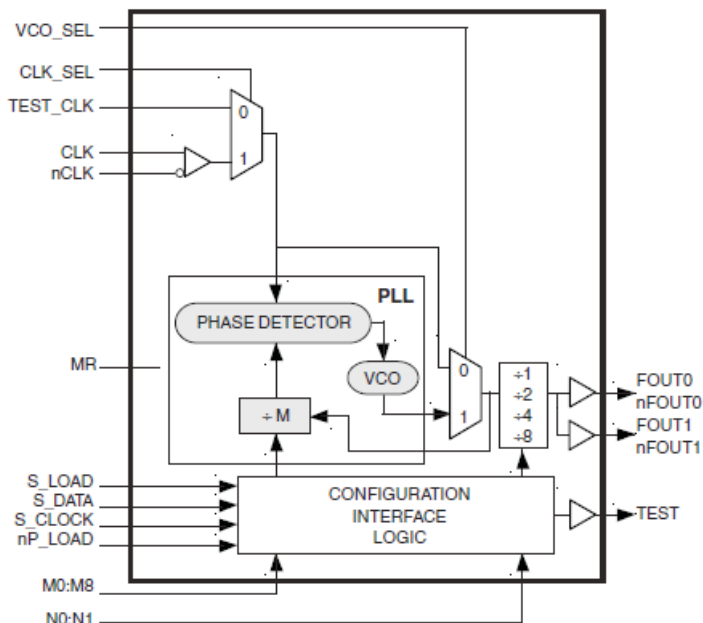 VCO_SEL
CLK_SEL
TEST_CLK
0
CLK
1
nCLK
PLL
PHASE DETECTOR
MR
VCO
0
÷1
FOUT0
÷2
nFOUT0
÷ M
1
÷4
FOUT1
÷8
nFOUT1
S_LOAD
S_DATA
S_CLOCK
nP_LOAD
CONFIGURATION
INTERFACE
LOGIC
TEST
M0:M8
N0:N1